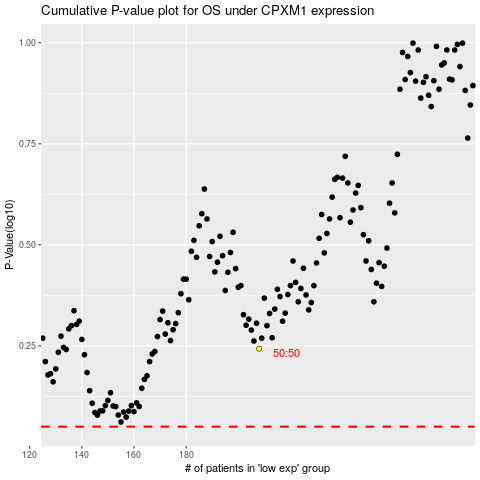 Cumulative P-value plot for OS under CPXM1 expression
P-Value(log10)
1.00
0.75
0.50
0.25
50:50
120 140 160 180
# of patients in 'low exp' group